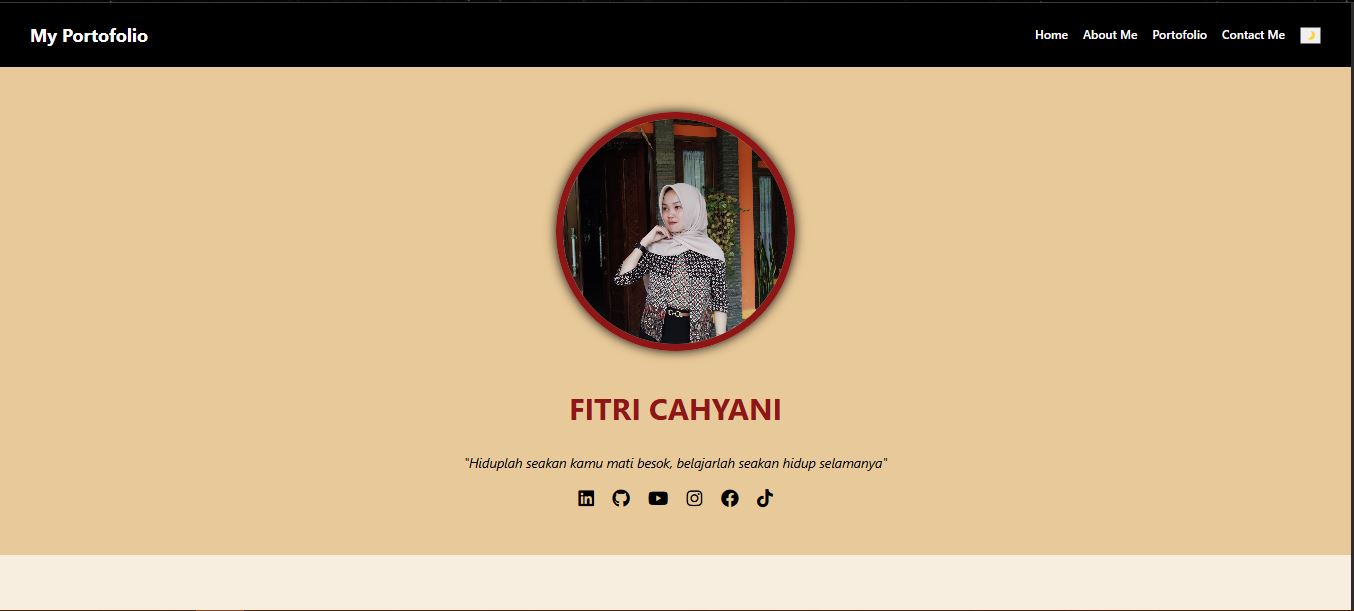 My Portofolio
Home About Me Portofolio Contact Me
FITRI CAHYANI
"Hiduplah seakan kamu mati besok, belajarlah seakan hidup selamanya"